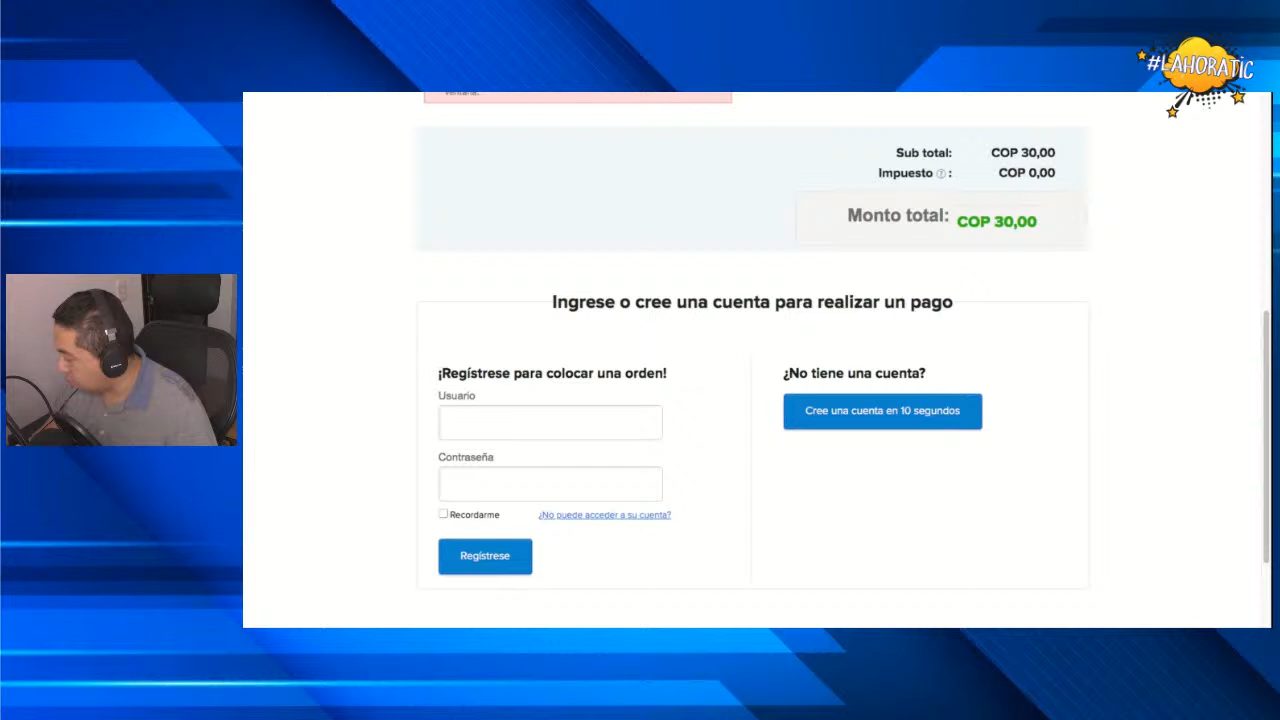 #LAHORATIC
ventana.
Sub total: COP 30,00
Impuesto ? : COP 0,00
Monto total: COP 30,00
Ingrese o cree una cuenta para realizar un pago
¡Regístrese para colocar una orden!
Usuario
Contraseña
Recordarme ¿No puede acceder a su cuenta?
Regístrese
¿No tiene una cuenta?
Cree una cuenta en 10 segundos